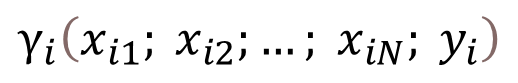 γᵢ(xᵢ₁; xᵢ₂; … ; xᵢN; yᵢ)